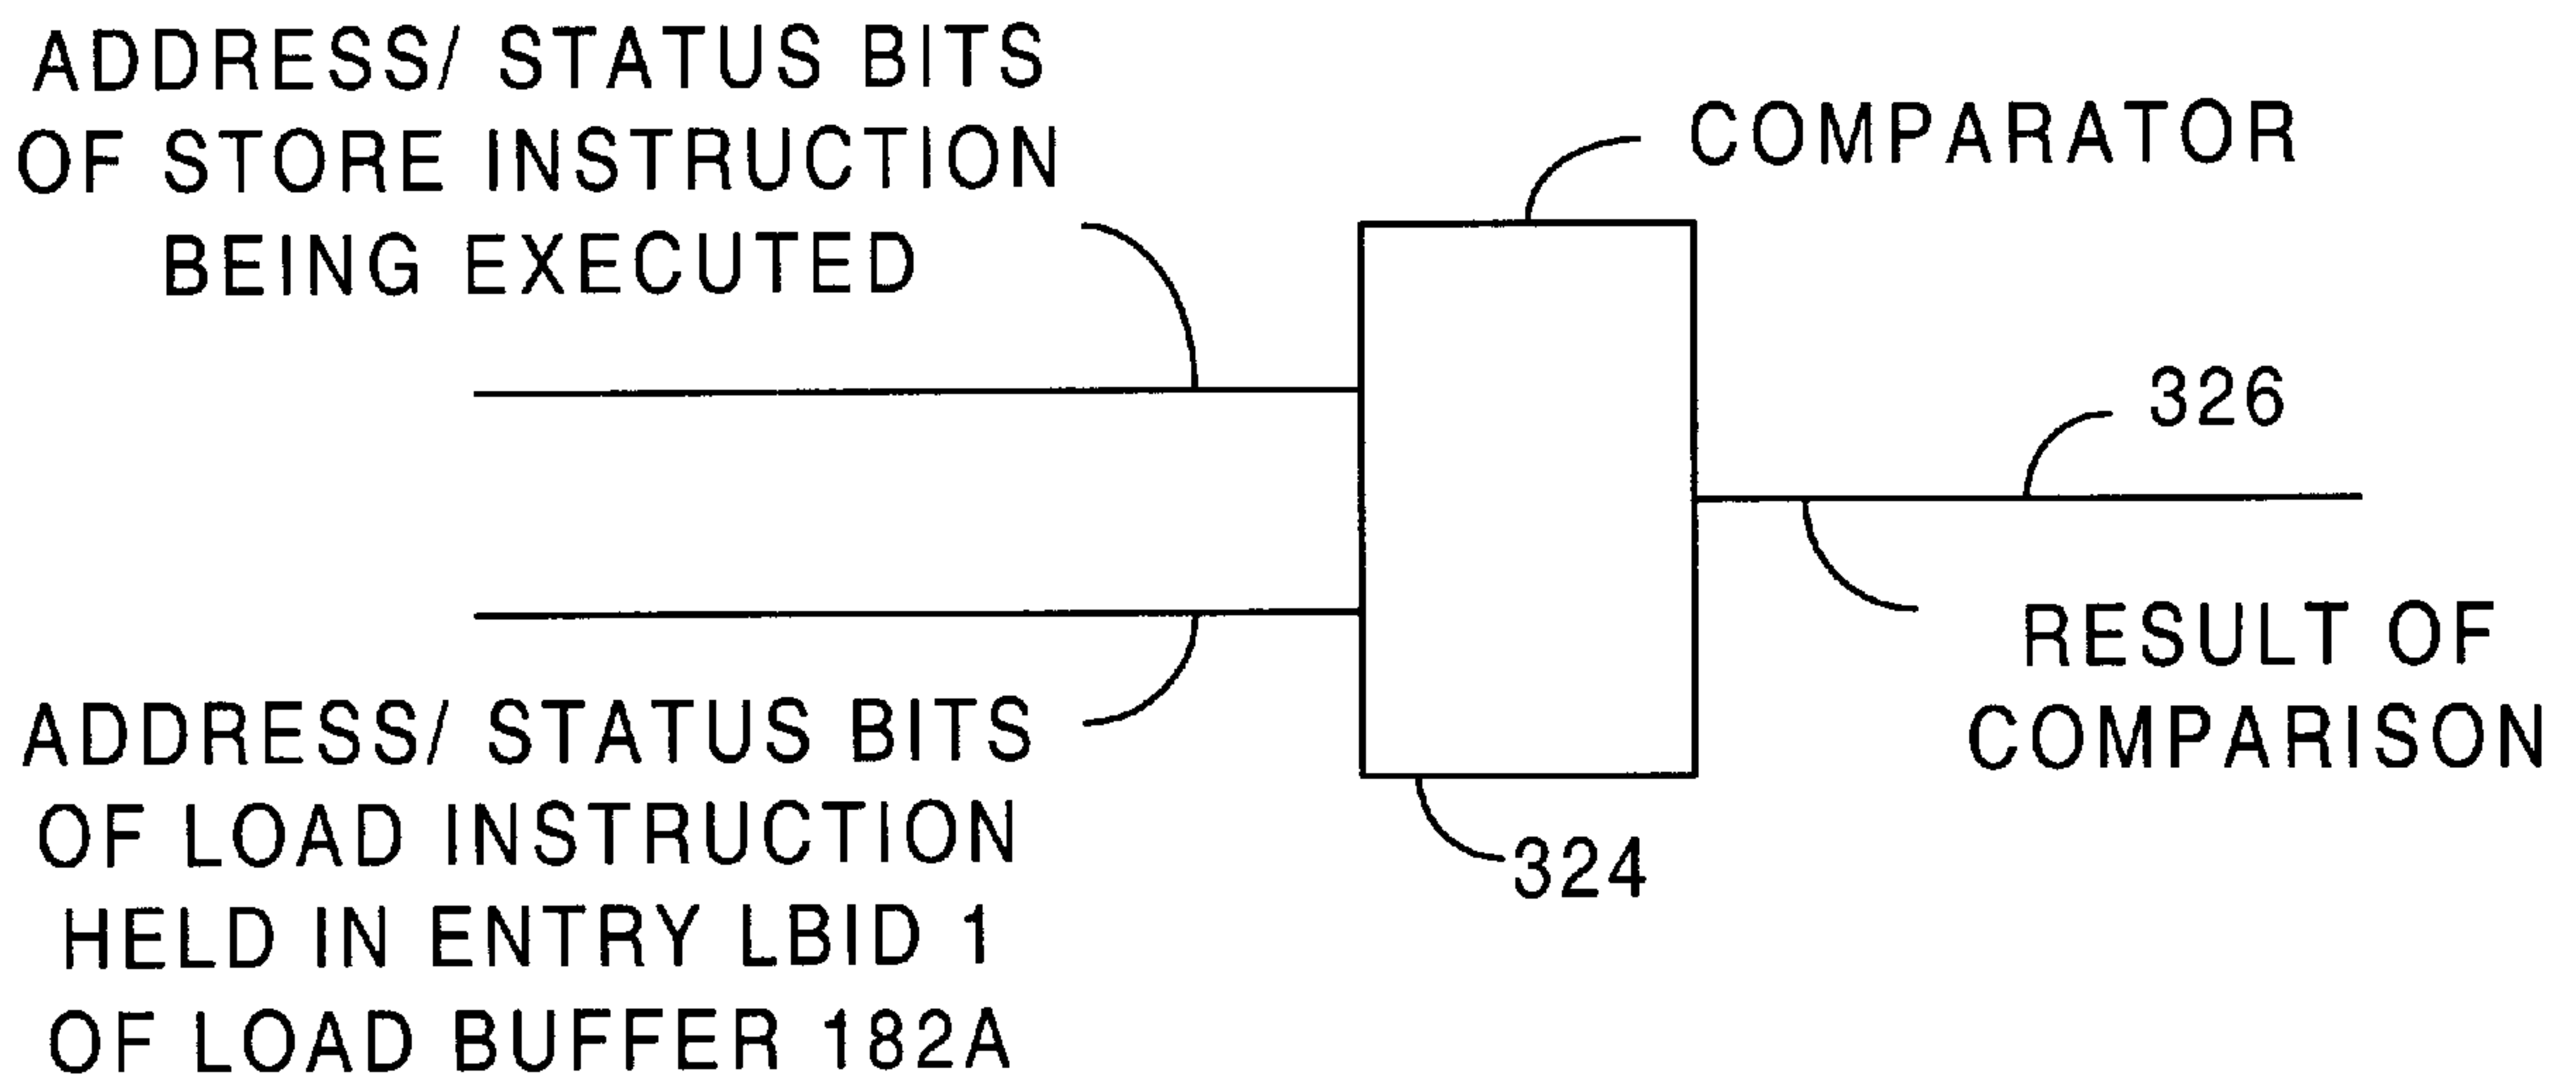 ADDRESS/ STATUS BITS
OF STORE INSTRUCTION
BEING EXECUTED
COMPARATOR
326
RESULT OF
COMPARISON
ADDRESS/ STATUS BITS
OF LOAD INSTRUCTION
HELD IN ENTRY LBID 1
OF LOAD BUFFER 182A
324